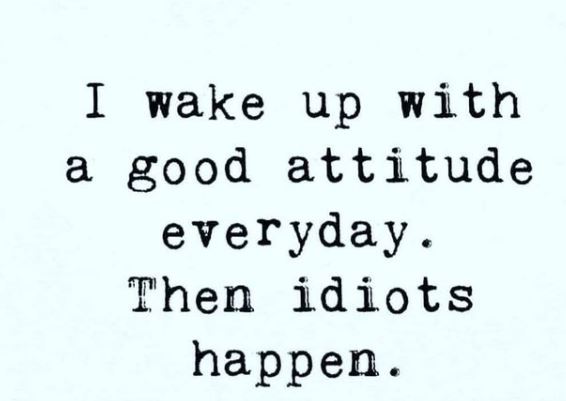 I wake up with
a good attitude
everyday.
Then idiots
happen.